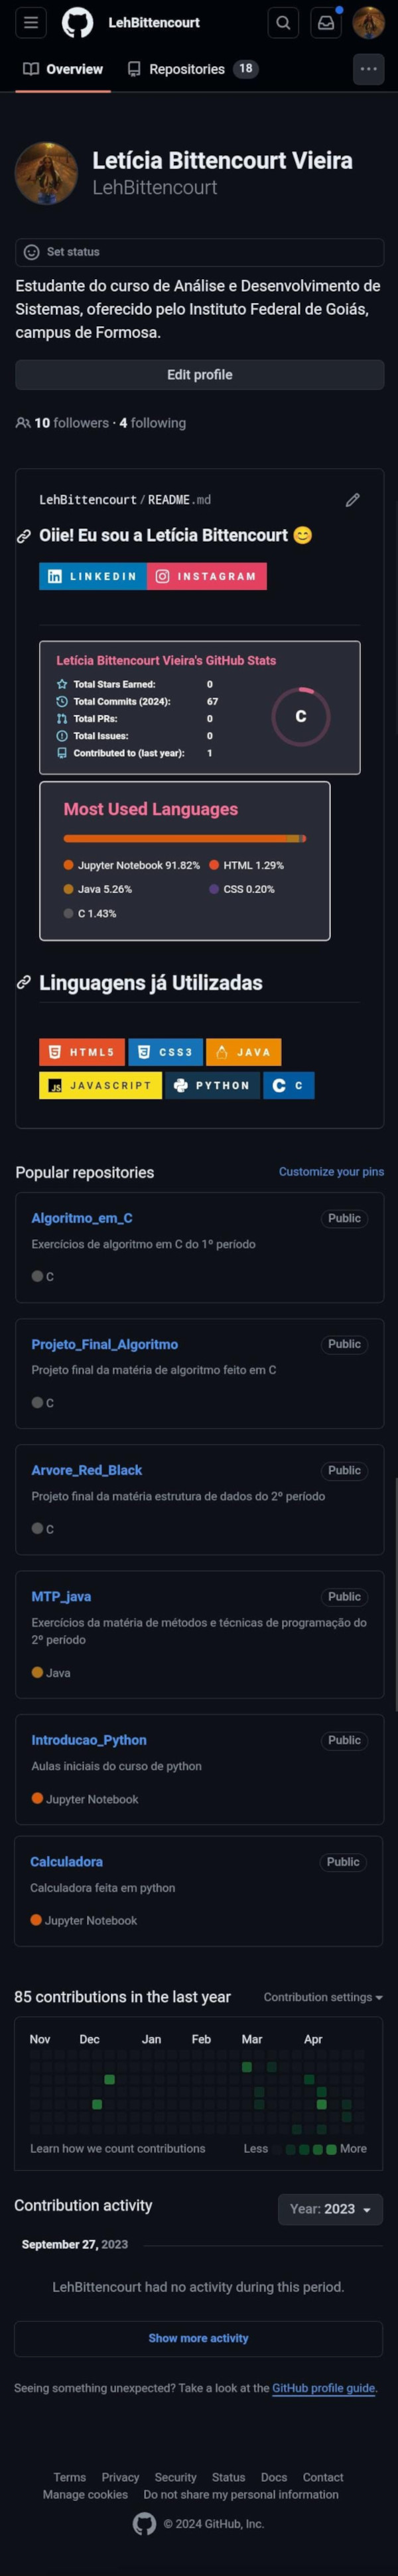 LehBittencourt
Overview Repositories 18
Letícia Bittencourt Vieira
LehBittencourt
Set status
Estudante do curso de Análise e Desenvolvimento de
Sistemas, oferecido pelo Instituto Federal de Goiás,
campus de Formosa.
Edit profile
10 followers · 4 following
LehBittencourt / README.md
Oiie! Eu sou a Letícia Bittencourt 😊
LINKEDIN INSTAGRAM
Letícia Bittencourt Vieira's GitHub Stats
Total Stars Earned: 0
Total Commits (2024): 67
Total PRs: 0
Total Issues: 0
Contributed to (last year): 1
C
Most Used Languages
Jupyter Notebook 91.82% HTML 1.29%
Java 5.26% CSS 0.20%
C 1.43%
Linguagens já Utilizadas
HTML5 CSS3 JAVA
JS JAVASCRIPT PYTHON C C
Popular repositories Customize your pins
Algoritmo_em_C Public
Exercícios de algoritmo em C do 1º período
C
Projeto_Final_Algoritmo Public
Projeto final da matéria de algoritmo feito em C
C
Arvore_Red_Black Public
Projeto final da matéria estrutura de dados do 2º período
C
MTP_java Public
Exercícios da matéria de métodos e técnicas de programação do
2º período
Java
Introducao_Python Public
Aulas iniciais do curso de python
Jupyter Notebook
Calculadora Public
Calculadora feita em python
Jupyter Notebook
85 contributions in the last year Contribution settings
Nov Dec Jan Feb Mar Apr
Learn how we count contributions Less More
Contribution activity Year: 2023
September 27, 2023
LehBittencourt had no activity during this period.
Show more activity
Seeing something unexpected? Take a look at the GitHub profile guide.
Terms Privacy Security Status Docs Contact
Manage cookies Do not share my personal information
© 2024 GitHub, Inc.